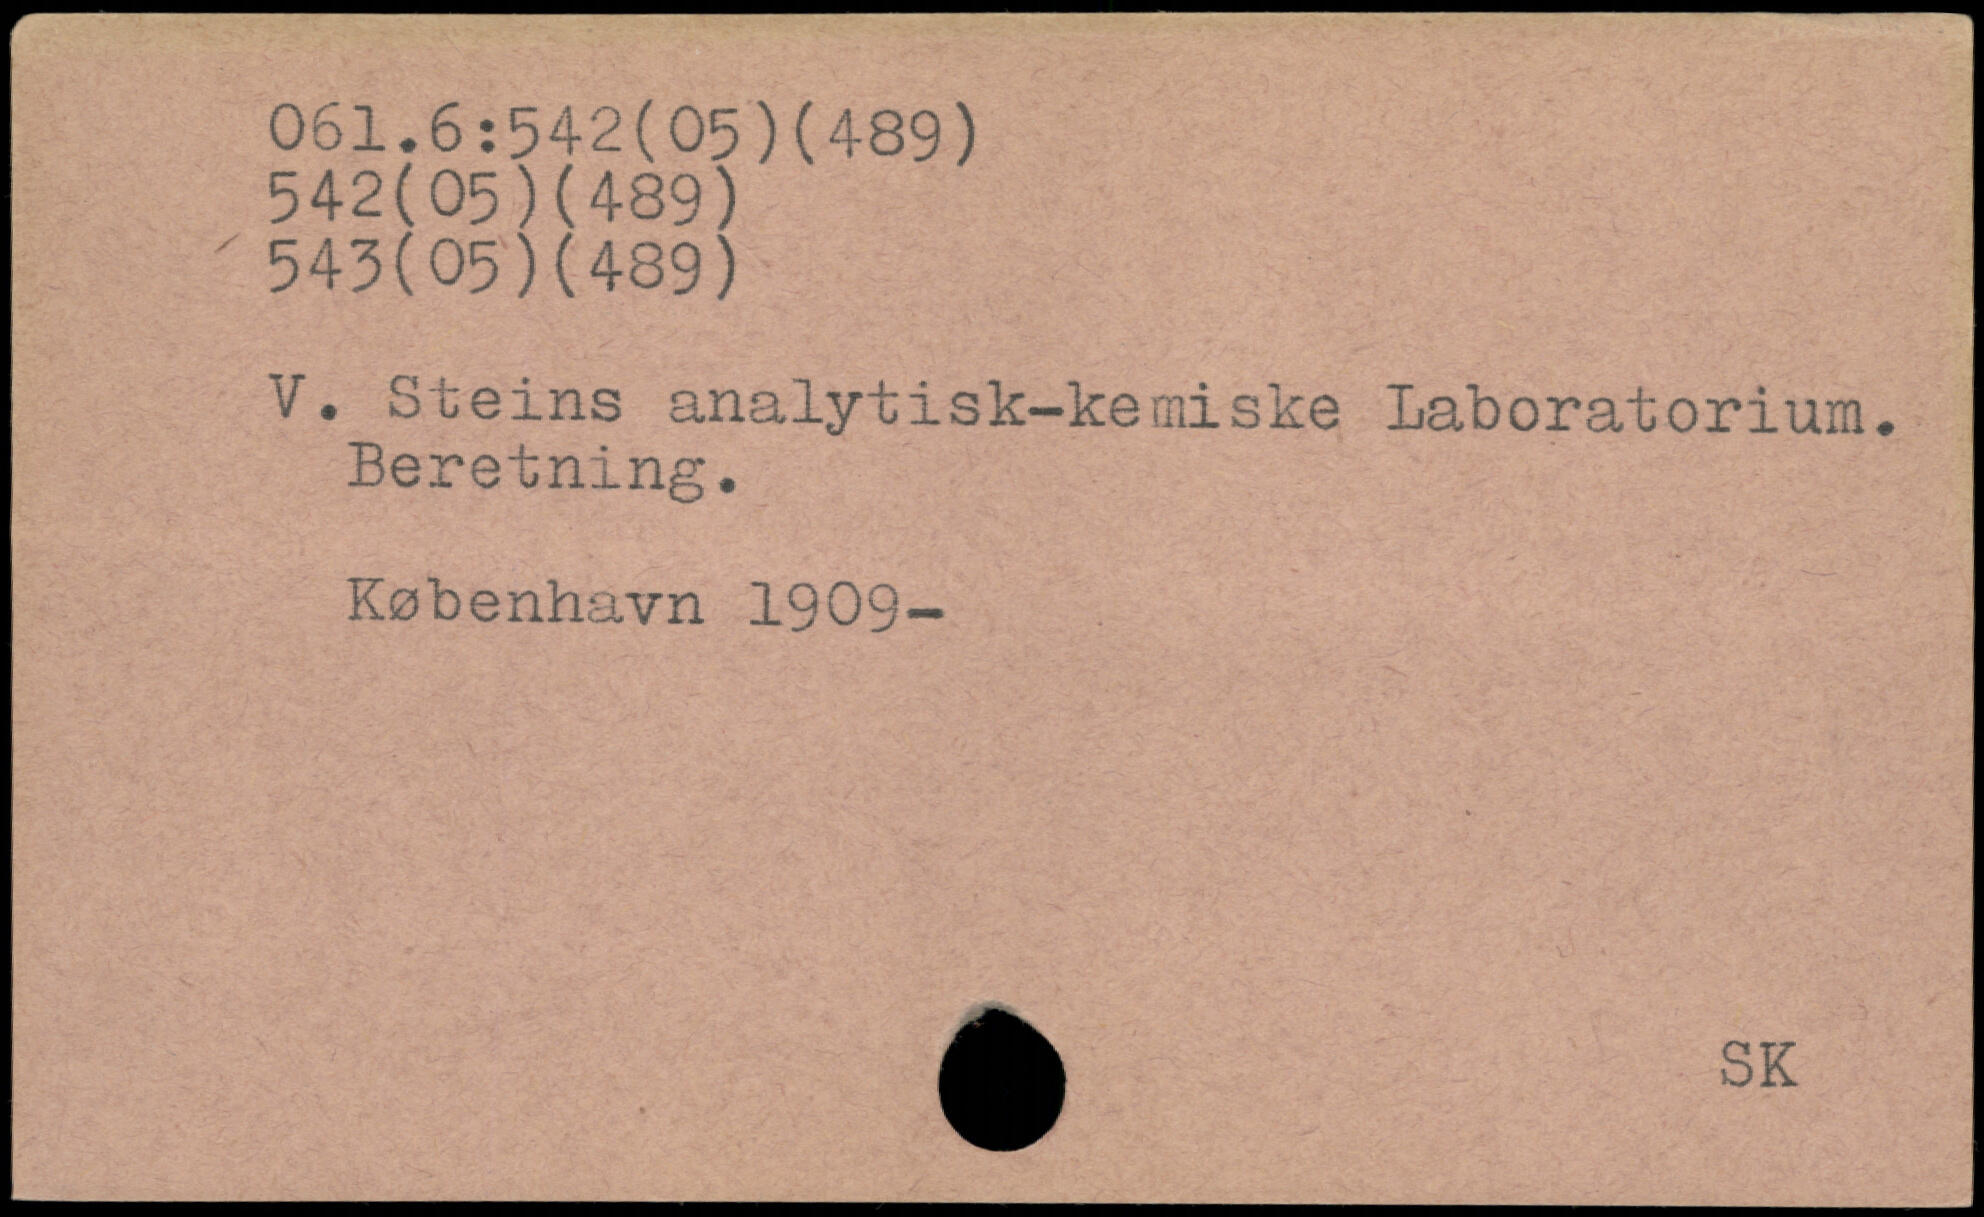 061.6:542(05)(489)
542(05)(489)
543(05)(489)
V. Steins analytisk-kemiske Laboratorium.
Beretning.
København 1909-
SK